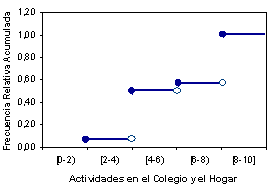 Frecuencia Relativa Acumulada
1,20
1,00
0,80
0,60
0,40
0,20
0,00
[0-2) [2-4) [4-6) [6-8) [8-10]
Actividades en el Colegio y el Hogar